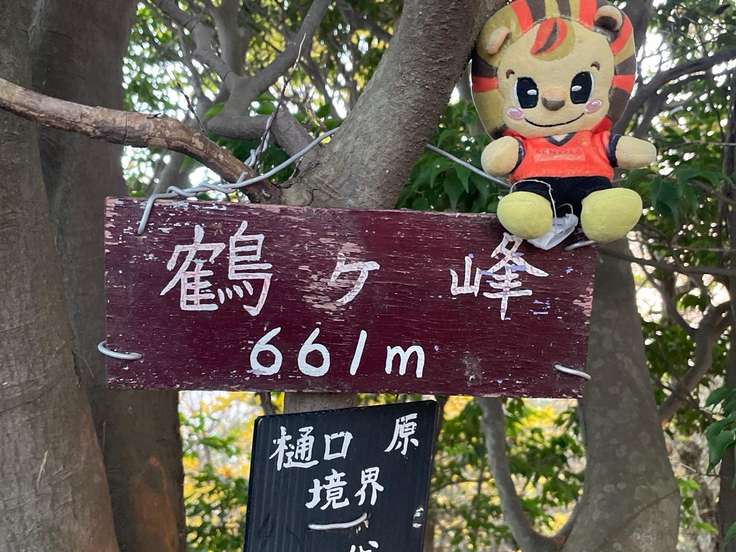 鶴ヶ峰
661m
樋口 原
境界